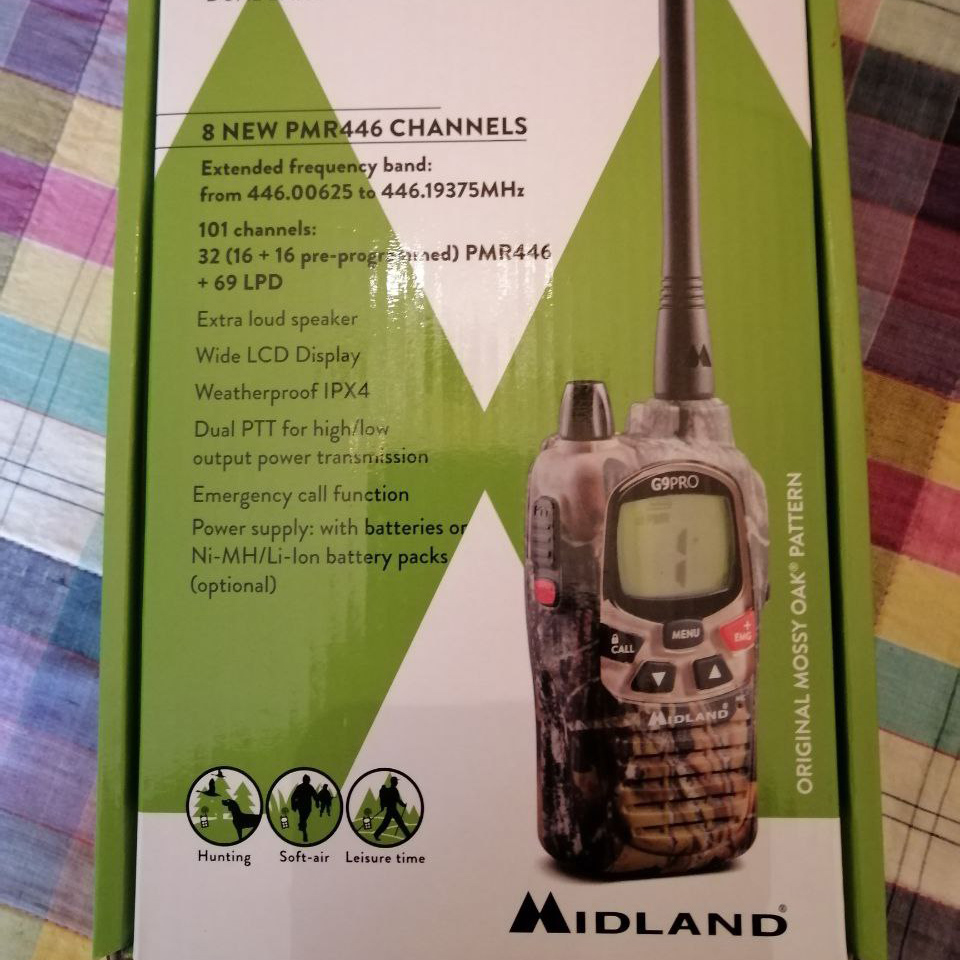 8 NEW PMR446 CHANNELS
Extended frequency band:
from 446.00625 to 446.19375MHz
101 channels:
32 (16 + 16 pre-programmed) PMR446
+ 69 LPD
Extra loud speaker
Wide LCD Display
Weatherproof IPX4
Dual PTT for high/low
output power transmission
Emergency call function
Power supply: with batteries or
Ni-MH/Li-Ion battery packs
(optional)
G9PRO
CALL
MENU
+
EMG
MIDLAND®
ORIGINAL MOSSY OAK® PATTERN
Hunting
Soft-air
Leisure time
MIDLAND®